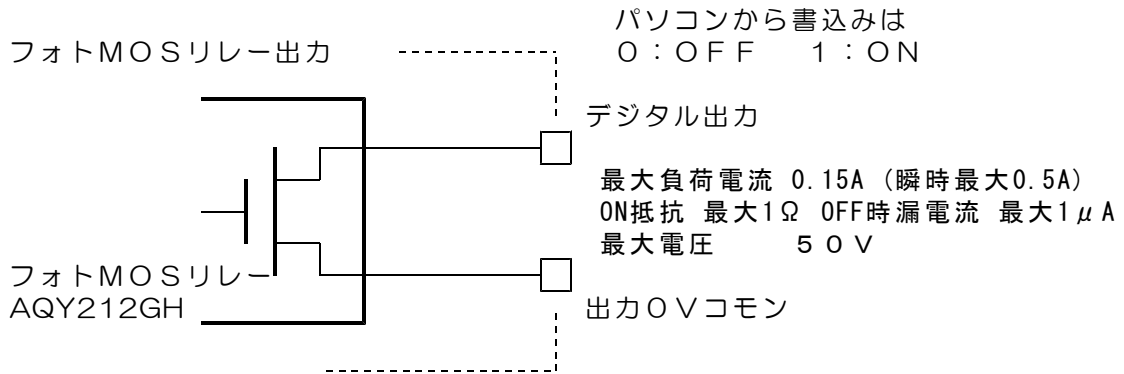 パソコンから書込みは
フォトMOSリレー出力
0:OFF 1:ON
デジタル出力
最大負荷電流 0.15A (瞬時最大0.5A)
ON抵抗 最大1Ω OFF時漏電流 最大1μA
最大電圧 50V
フォトMOSリレー
AQY212GH
出力0Vコモン